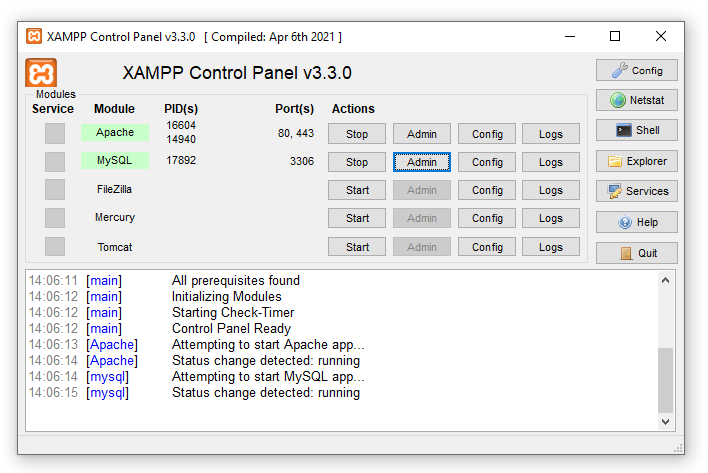 XAMPP Control Panel v3.3.0 [ Compiled: Apr 6th 2021 ]
XAMPP Control Panel v3.3.0
Config
Modules
Service Module PID(s) Port(s) Actions
Netstat
Apache 16604 14940 80, 443 Stop Admin Config Logs
Shell
MySQL 17892 3306 Stop Admin Config Logs
Explorer
FileZilla Start Admin Config Logs
Services
Mercury Start Admin Config Logs
Help
Tomcat Start Admin Config Logs
Quit
14:06:11 [main] All prerequisites found
14:06:12 [main] Initializing Modules
14:06:12 [main] Starting Check-Timer
14:06:12 [main] Control Panel Ready
14:06:13 [Apache] Attempting to start Apache app...
14:06:14 [Apache] Status change detected: running
14:06:14 [mysql] Attempting to start MySQL app...
14:06:15 [mysql] Status change detected: running